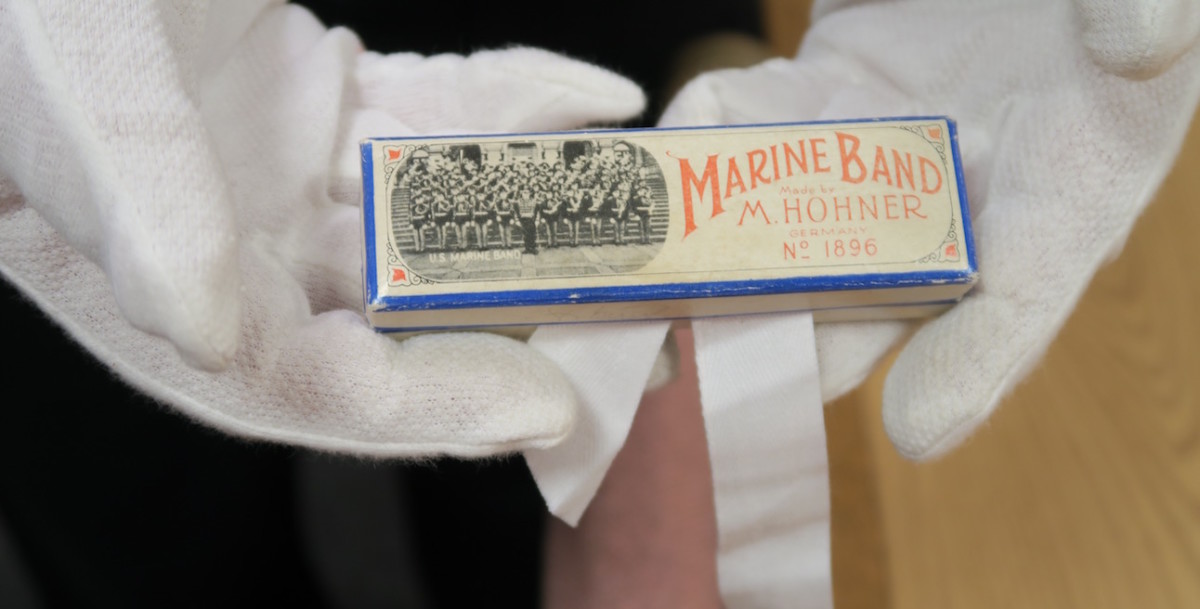 U.S. MARINE BAND
MARINE BAND
Made by
M. HOHNER
GERMANY
No 1896